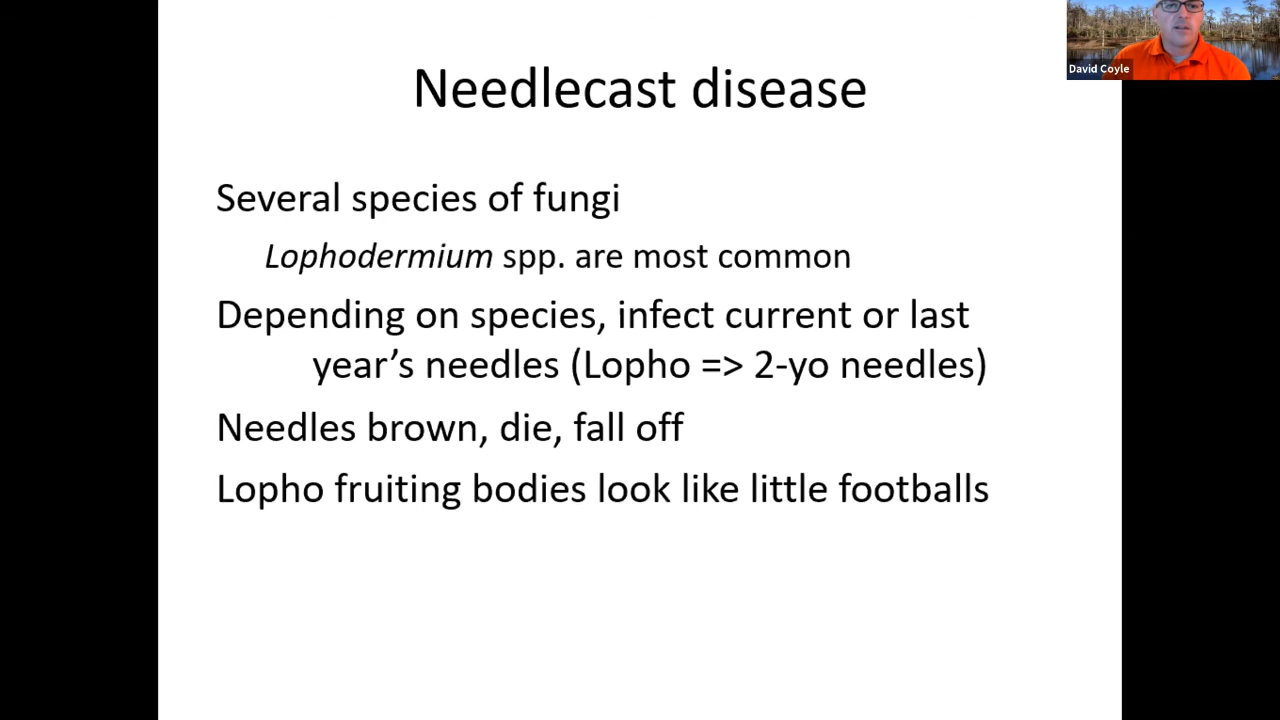 David Coyle
Needlecast disease
Several species of fungi
Lophodermium spp. are most common
Depending on species, infect current or last
year’s needles (Lopho => 2-yo needles)
Needles brown, die, fall off
Lopho fruiting bodies look like little footballs